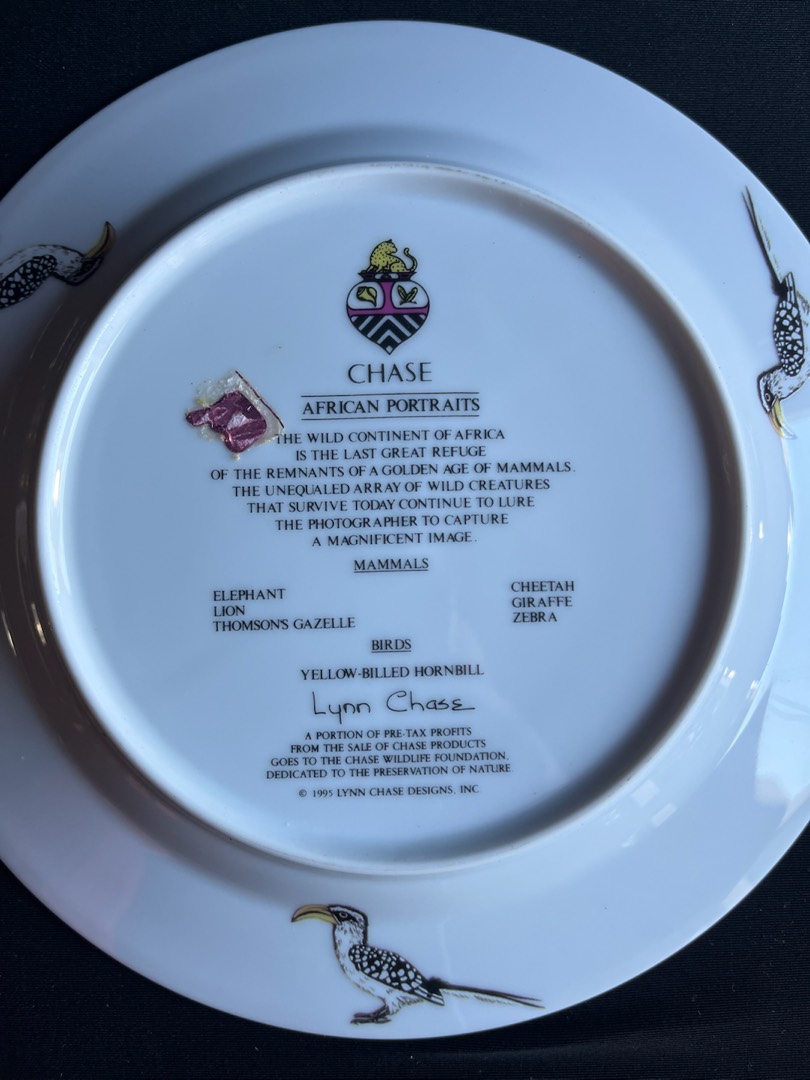 CHASE
AFRICAN PORTRAITS
THE WILD CONTINENT OF AFRICA
IS THE LAST GREAT REFUGE
OF THE REMNANTS OF A GOLDEN AGE OF MAMMALS.
THE UNEQUALED ARRAY OF WILD CREATURES
THAT SURVIVE TODAY CONTINUE TO LURE
THE PHOTOGRAPHER TO CAPTURE
A MAGNIFICENT IMAGE.
MAMMALS
ELEPHANT
LION
THOMSON'S GAZELLE
CHEETAH
GIRAFFE
ZEBRA
BIRDS
YELLOW-BILLED HORNBILL
Lynn Chase
A PORTION OF PRE-TAX PROFITS
FROM THE SALE OF CHASE PRODUCTS
GOES TO THE CHASE WILDLIFE FOUNDATION,
DEDICATED TO THE PRESERVATION OF NATURE.
© 1995 LYNN CHASE DESIGNS, INC